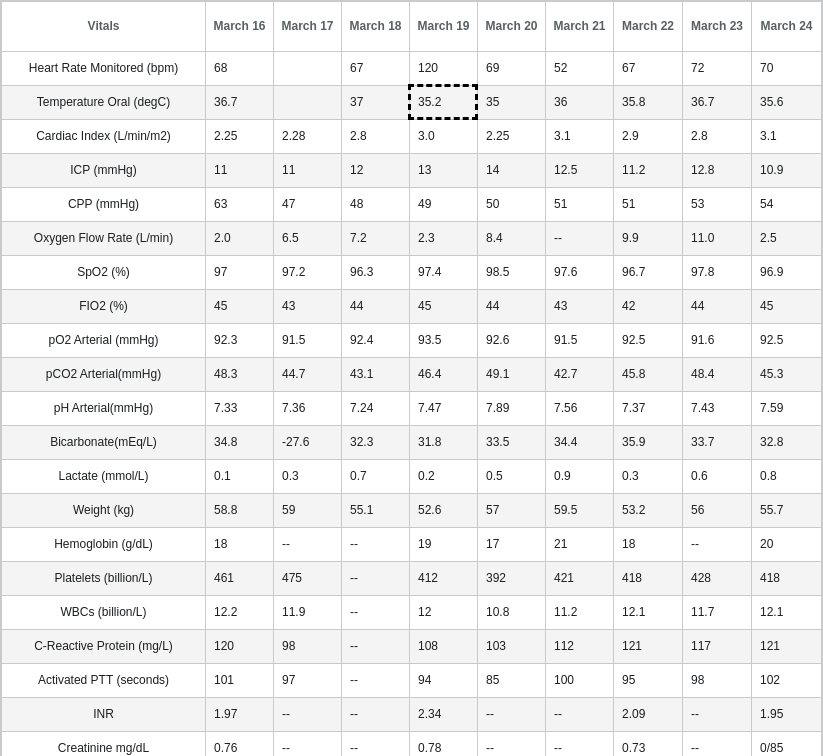 Vitals March 16 March 17 March 18 March 19 March 20 March 21 March 22 March 23 March 24
Heart Rate Monitored (bpm) 68 67 120 69 52 67 72 70
Temperature Oral (degC) 36.7 37 35.2 35 36 35.8 36.7 35.6
Cardiac Index (L/min/m2) 2.25 2.28 2.8 3.0 2.25 3.1 2.9 2.8 3.1
ICP (mmHg) 11 11 12 13 14 12.5 11.2 12.8 10.9
CPP (mmHg) 63 47 48 49 50 51 51 53 54
Oxygen Flow Rate (L/min) 2.0 6.5 7.2 2.3 8.4 -- 9.9 11.0 2.5
SpO2 (%) 97 97.2 96.3 97.4 98.5 97.6 96.7 97.8 96.9
FIO2 (%) 45 43 44 45 44 43 42 44 45
pO2 Arterial (mmHg) 92.3 91.5 92.4 93.5 92.6 91.5 92.5 91.6 92.5
pCO2 Arterial(mmHg) 48.3 44.7 43.1 46.4 49.1 42.7 45.8 48.4 45.3
pH Arterial(mmHg) 7.33 7.36 7.24 7.47 7.89 7.56 7.37 7.43 7.59
Bicarbonate(mEq/L) 34.8 -27.6 32.3 31.8 33.5 34.4 35.9 33.7 32.8
Lactate (mmol/L) 0.1 0.3 0.7 0.2 0.5 0.9 0.3 0.6 0.8
Weight (kg) 58.8 59 55.1 52.6 57 59.5 53.2 56 55.7
Hemoglobin (g/dL) 18 -- -- 19 17 21 18 -- 20
Platelets (billion/L) 461 475 -- 412 392 421 418 428 418
WBCs (billion/L) 12.2 11.9 -- 12 10.8 11.2 12.1 11.7 12.1
C-Reactive Protein (mg/L) 120 98 -- 108 103 112 121 117 121
Activated PTT (seconds) 101 97 -- 94 85 100 95 98 102
INR 1.97 -- -- 2.34 -- -- 2.09 -- 1.95
Creatinine mg/dL 0.76 -- -- 0.78 -- -- 0.73 -- 0/85